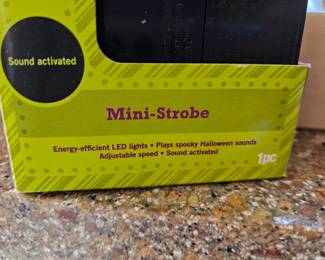 Sound activated
Mini-Strobe
Energy-efficient LED lights • Plays spooky Halloween sounds
Adjustable speed • Sound activated
1pc